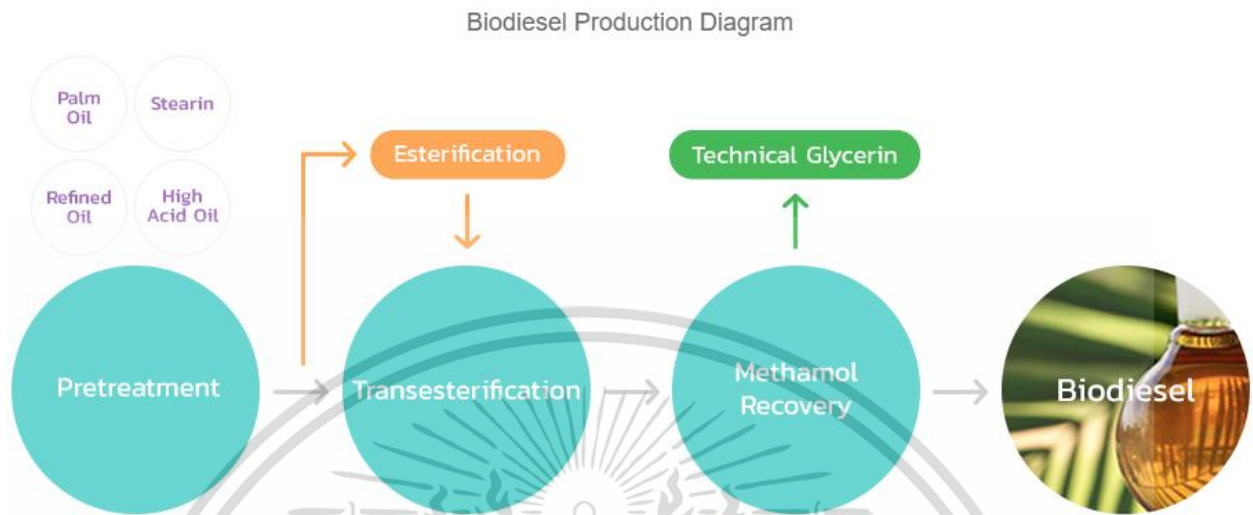 Biodiesel Production Diagram
Palm
Oil
Stearin
Refined
Oil
High
Acid Oil
Esterification
Technical Glycerin
Pretreatment
Transesterification
Methamol
Recovery
Biodiesel